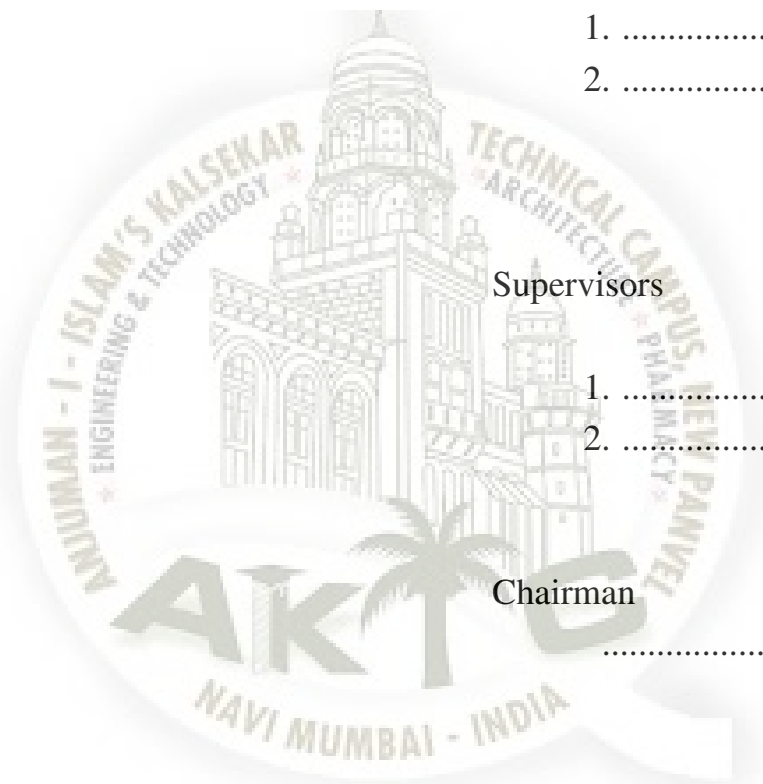 1. ..................
2. ..................
Supervisors
1. ..................
2. ..................
Chairman
....................
ANJUMAN - I - ISLAM'S KALSEKAR TECHNICAL CAMPUS, NEW PANVEL
ENGINEERING & TECHNOLOGY * ARCHITECTURE * PHARMACY
AKTC
NAVI MUMBAI - INDIA